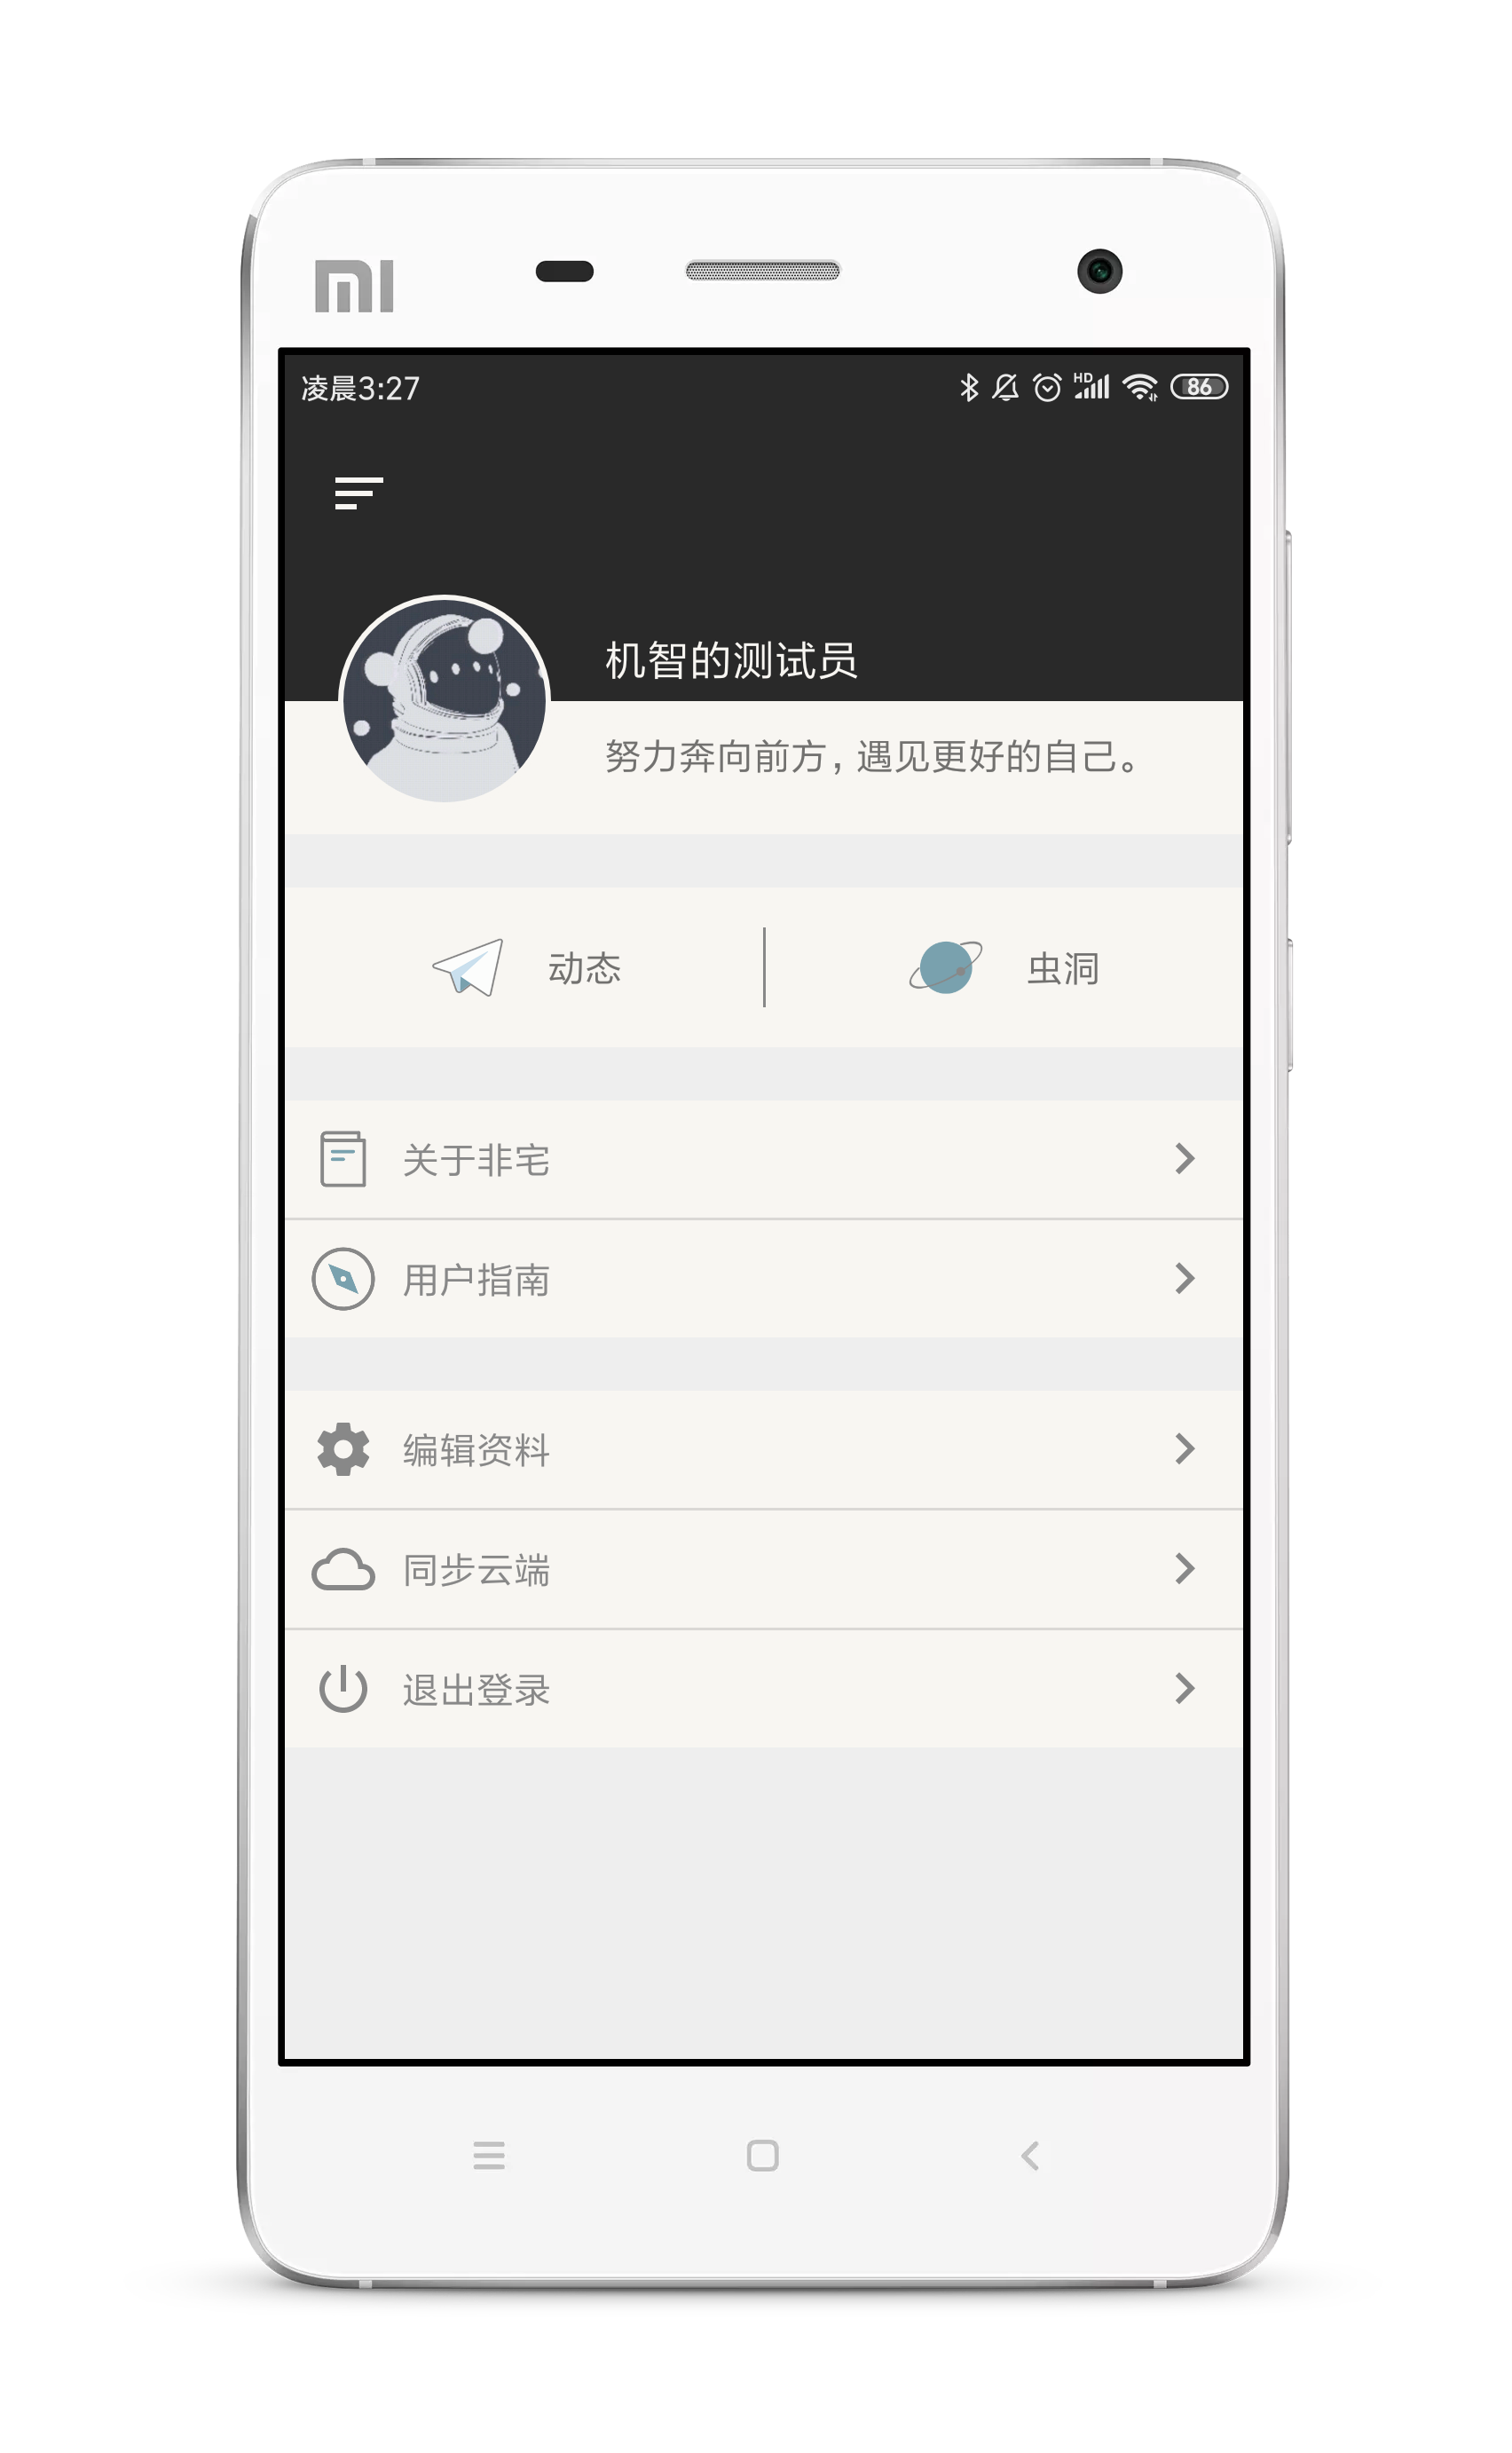 MI
凌晨3:27
HD
86
机智的测试员
努力奔向前方，遇见更好的自己。
动态
虫洞
关于非宅
用户指南
编辑资料
同步云端
退出登录